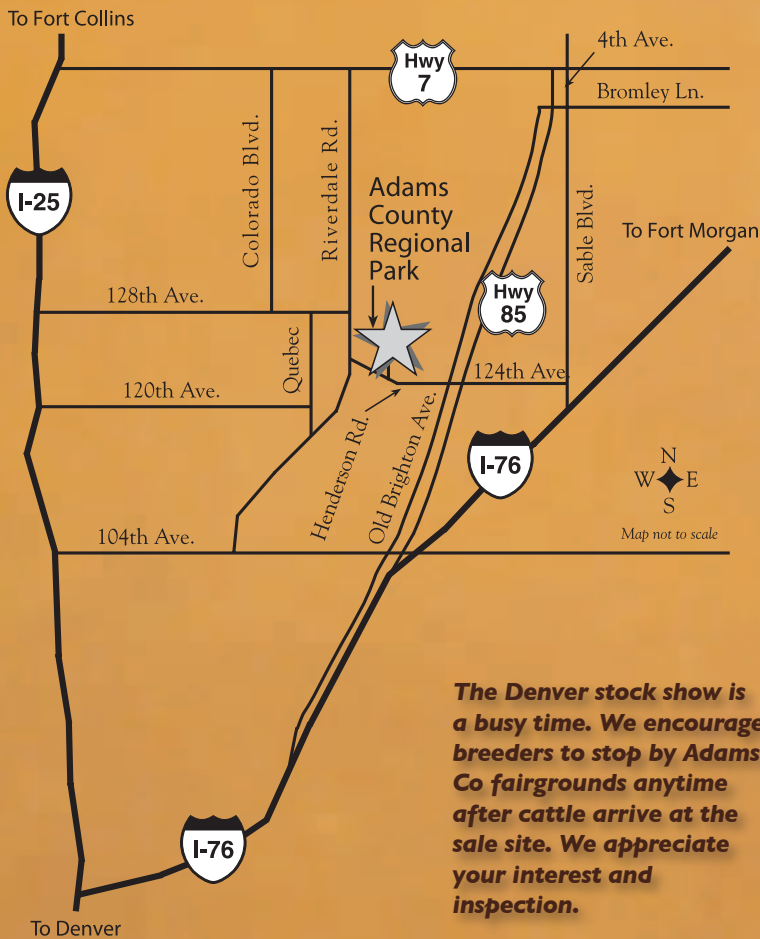 To Fort Collins
4th Ave.
Hwy
7
Bromley Ln.
Colorado Blvd.
Riverdale Rd.
I-25
Adams
County
Regional
Park
Sable Blvd.
To Fort Morgan
128th Ave.
Hwy
85
Quebec
124th Ave.
120th Ave.
Henderson Rd.
Old Brighton Ave.
I-76
N
W E
S
Map not to scale
104th Ave.
The Denver stock show is
a busy time. We encourage
breeders to stop by Adams
Co fairgrounds anytime
after cattle arrive at the
sale site. We appreciate
your interest and
inspection.
I-76
To Denver